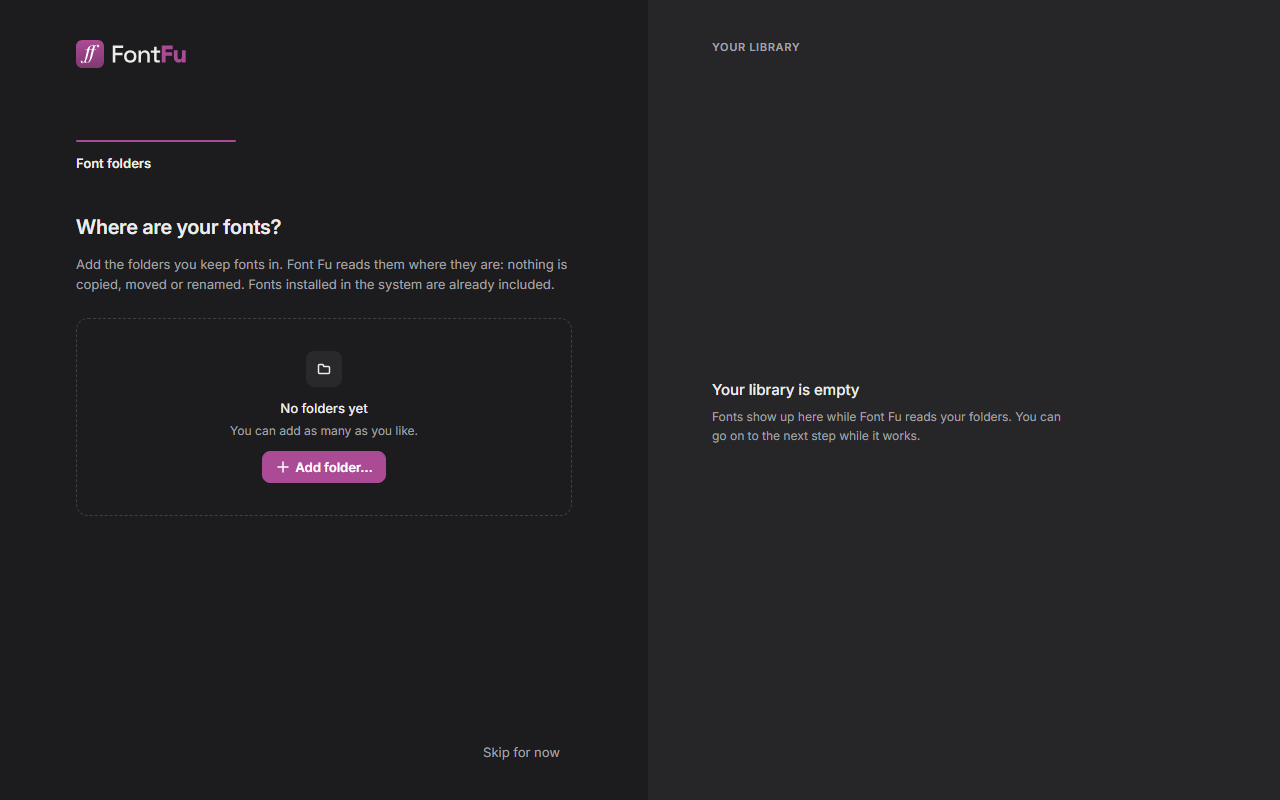 ff FontFu
Font folders
Where are your fonts?
Add the folders you keep fonts in. Font Fu reads them where they are: nothing is
copied, moved or renamed. Fonts installed in the system are already included.
No folders yet
You can add as many as you like.
+ Add folder...
Skip for now
YOUR LIBRARY
Your library is empty
Fonts show up here while Font Fu reads your folders. You can
go on to the next step while it works.